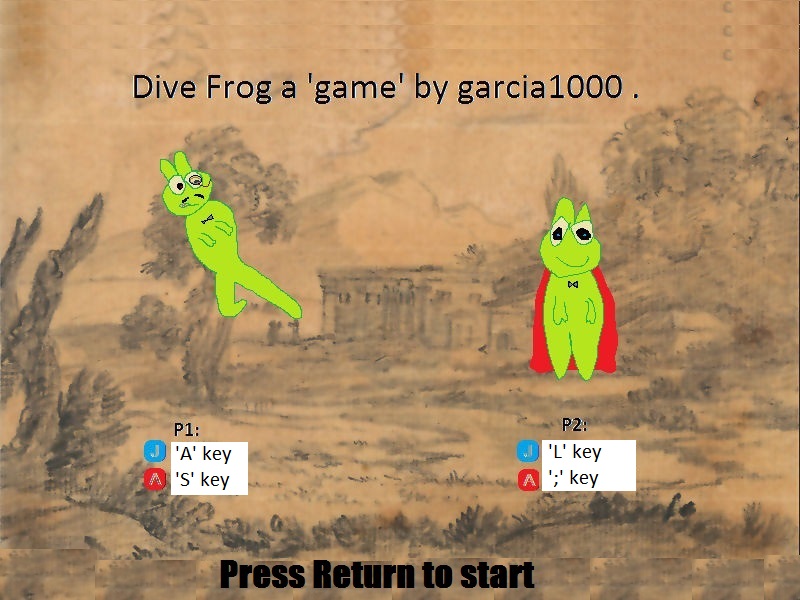 Dive Frog a 'game' by garcia1000 .
P1:
J 'A' key
A 'S' key
P2:
J 'L' key
A ';' key
Press Return to start